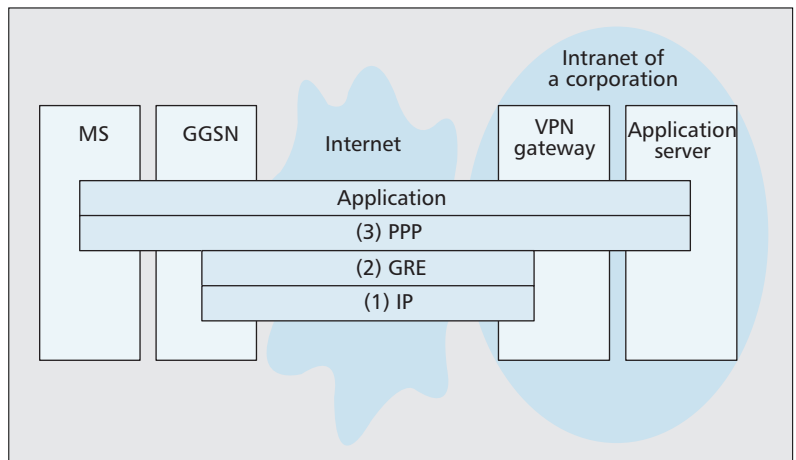 Intranet of
a corporation
MS
GGSN
Internet
VPN
gateway
Application
server
Application
(3) PPP
(2) GRE
(1) IP